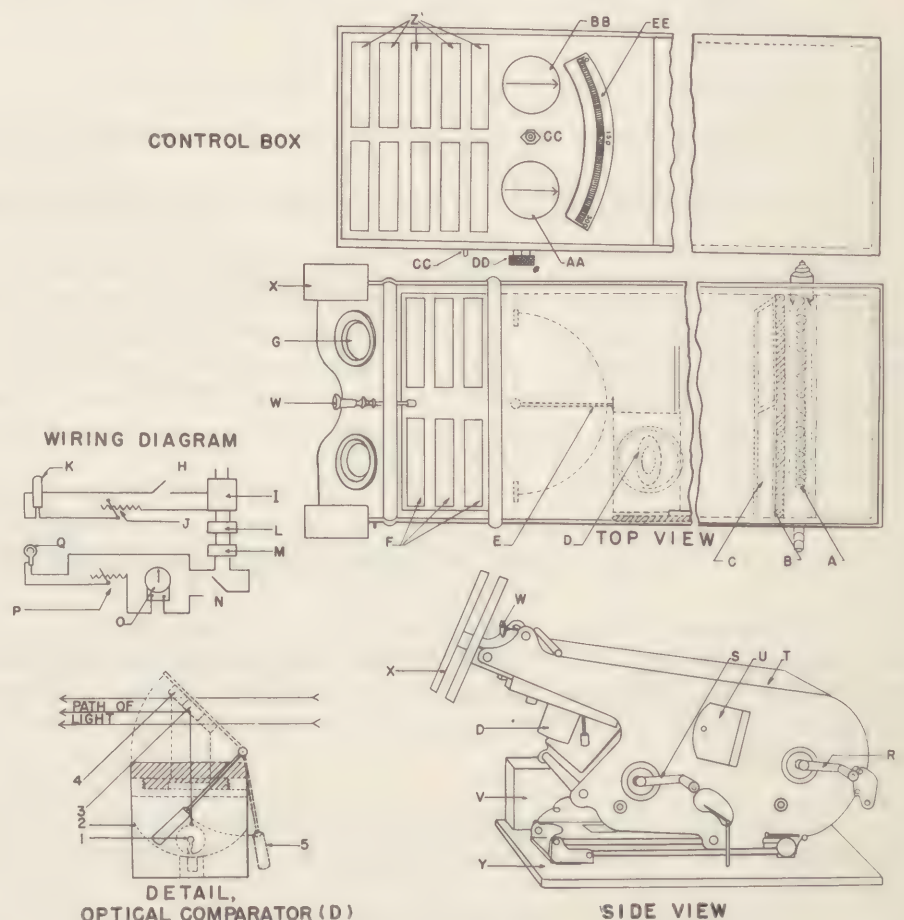 Z'
BB
EE
CONTROL BOX
CC
150
CC
DD
AA
X
G
W
F
E
D
TOP VIEW
C
B
A
WIRING DIAGRAM
K
H
I
J
L
M
Q
P
O
N
W
S
U
T
X
D
R
V
Y
SIDE VIEW
PATH OF
LIGHT
4
3
2
1
5
DETAIL,
OPTICAL COMPARATOR (D)